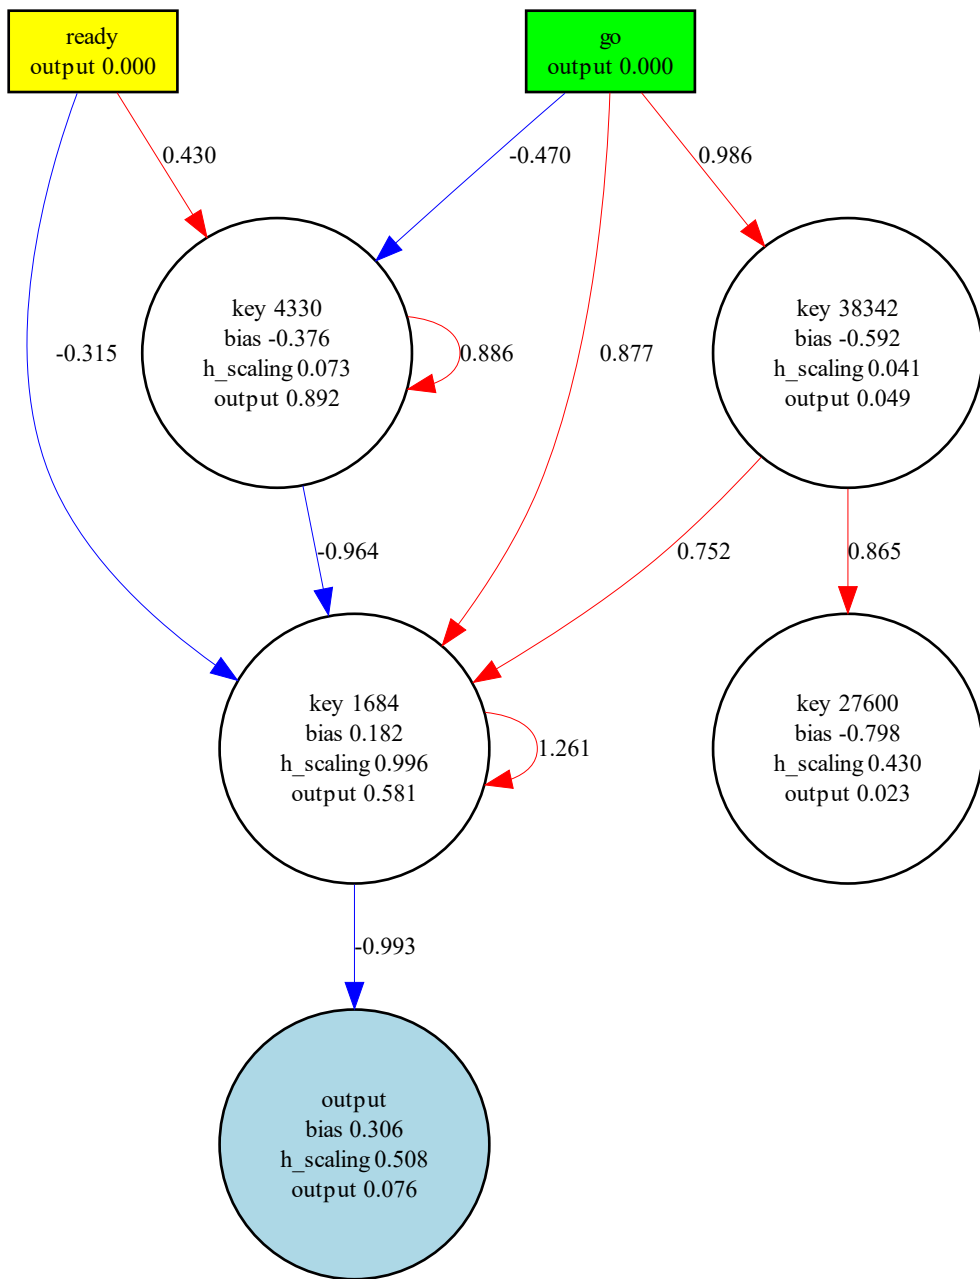 ready
output 0.000
go
output 0.000
0.430
-0.470
0.986
key 4330
bias -0.376
h_scaling 0.073
output 0.892
key 38342
bias -0.592
h_scaling 0.041
output 0.049
-0.315
0.886
0.877
-0.964
0.752
0.865
key 1684
bias 0.182
h_scaling 0.996
output 0.581
1.261
key 27600
bias -0.798
h_scaling 0.430
output 0.023
-0.993
output
bias 0.306
h_scaling 0.508
output 0.076